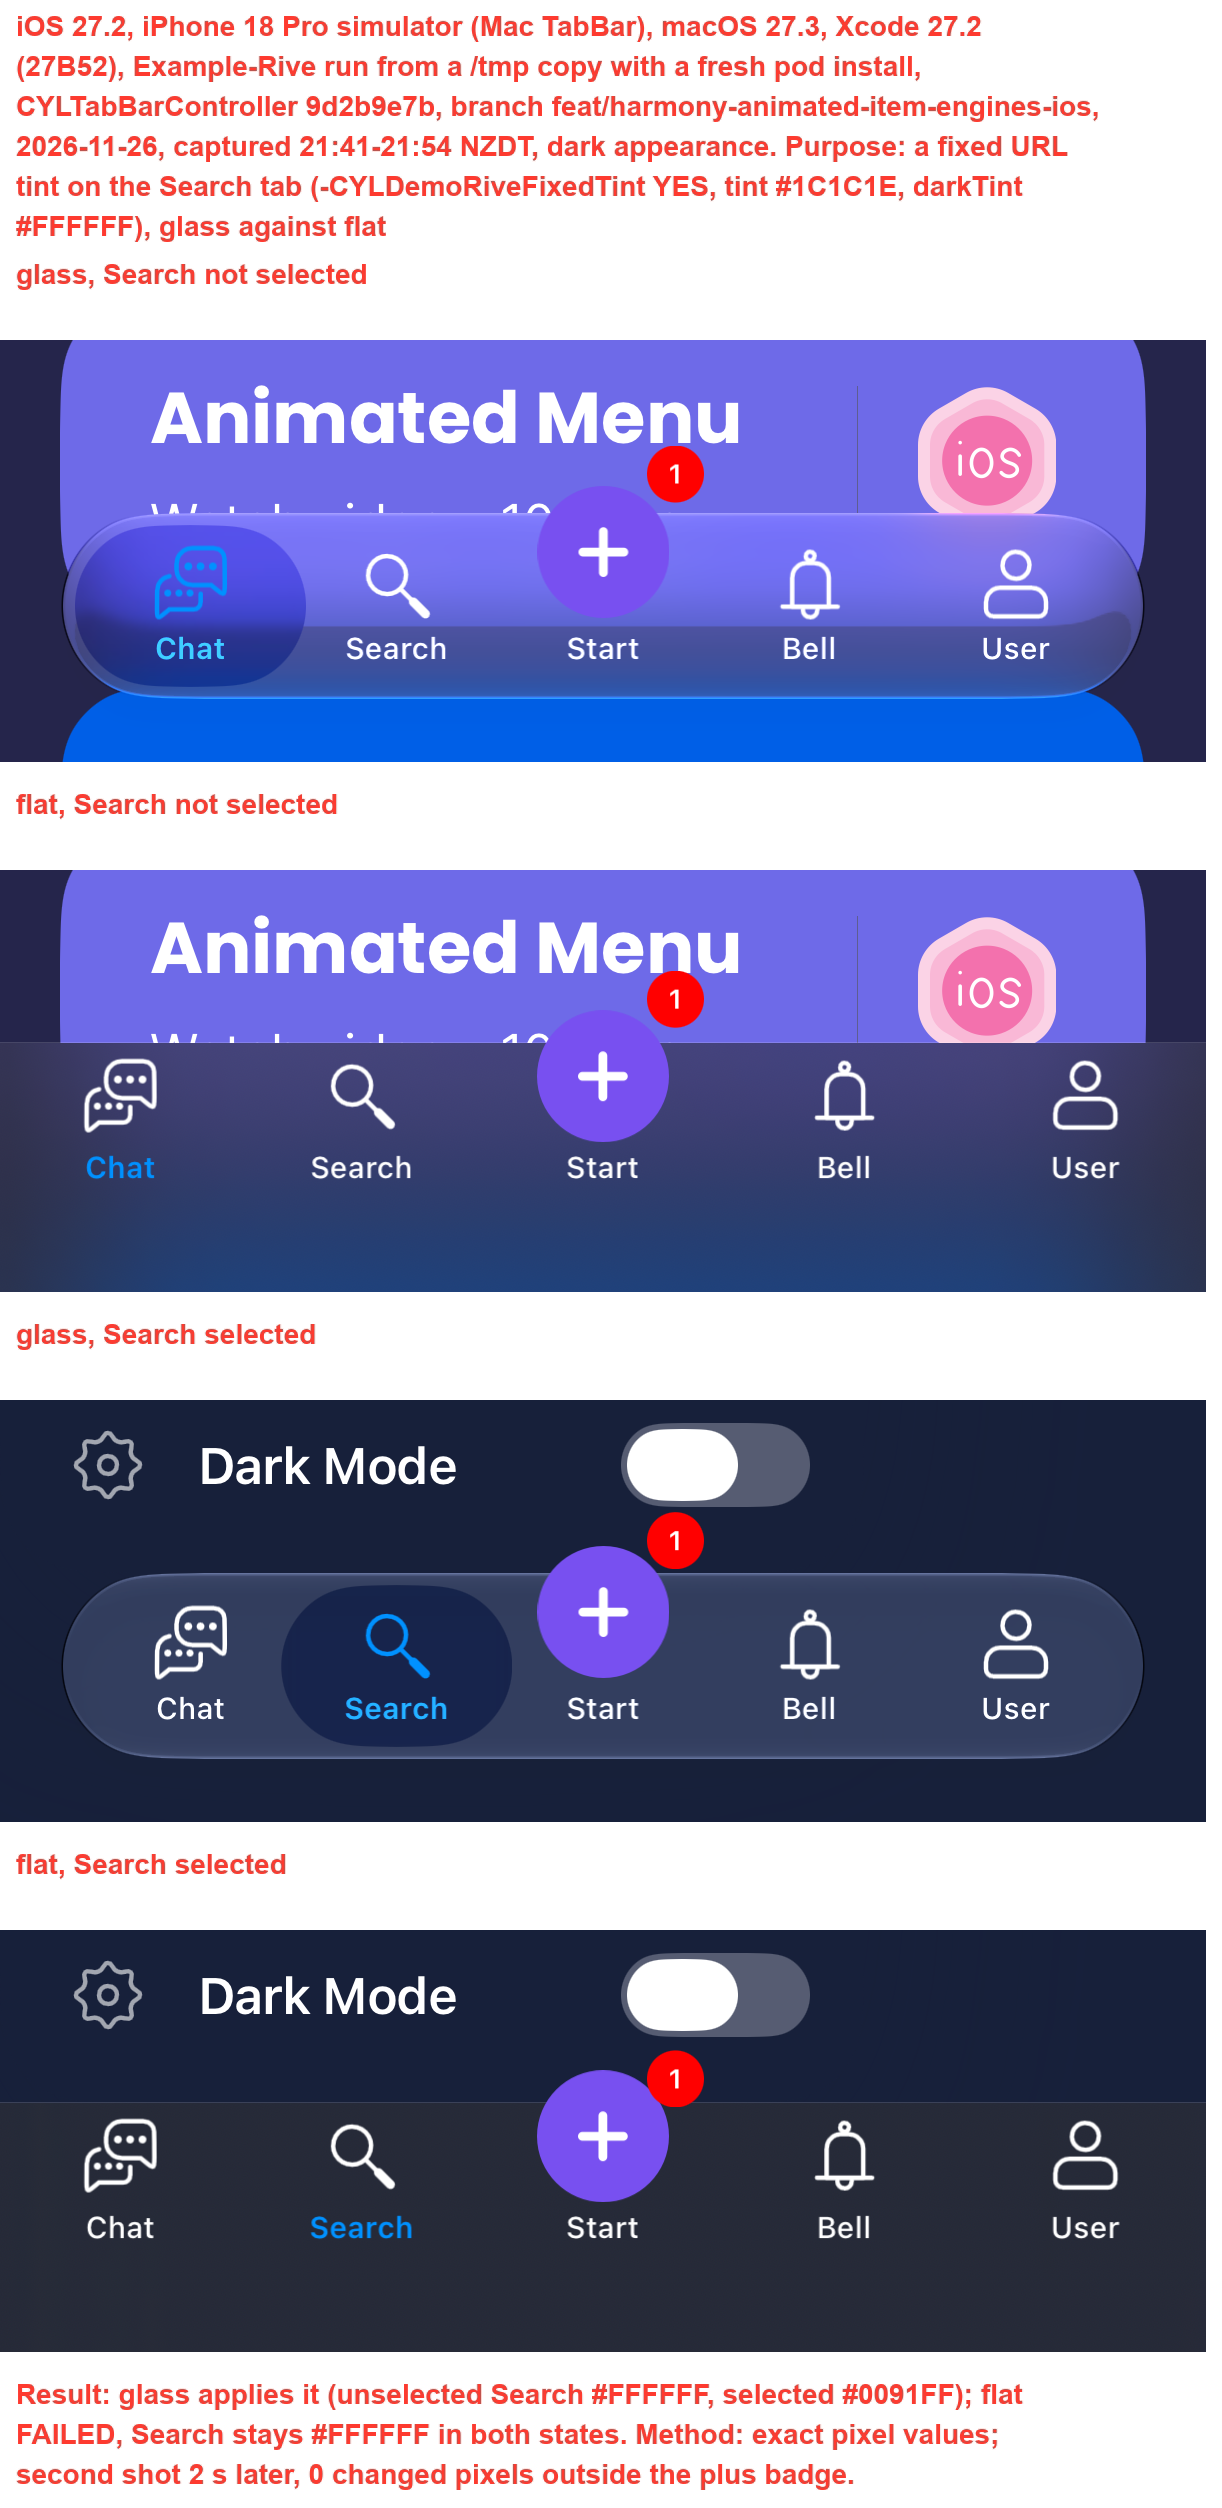 iOS 27.2, iPhone 18 Pro simulator (Mac TabBar), macOS 27.3, Xcode 27.2
(27B52), Example-Rive run from a /tmp copy with a fresh pod install,
CYLTabBarController 9d2b9e7b, branch feat/harmony-animated-item-engines-ios,
2026-11-26, captured 21:41-21:54 NZDT, dark appearance. Purpose: a fixed URL
tint on the Search tab (-CYLDemoRiveFixedTint YES, tint #1C1C1E, darkTint
#FFFFFF), glass against flat
glass, Search not selected
Animated Menu
iOS
1
Chat
Search
Start
Bell
User
flat, Search not selected
Animated Menu
iOS
1
Chat
Search
Start
Bell
User
glass, Search selected
Dark Mode
1
Chat
Search
Start
Bell
User
flat, Search selected
Dark Mode
1
Chat
Search
Start
Bell
User
Result: glass applies it (unselected Search #FFFFFF, selected #0091FF); flat
FAILED, Search stays #FFFFFF in both states. Method: exact pixel values;
second shot 2 s later, 0 changed pixels outside the plus badge.